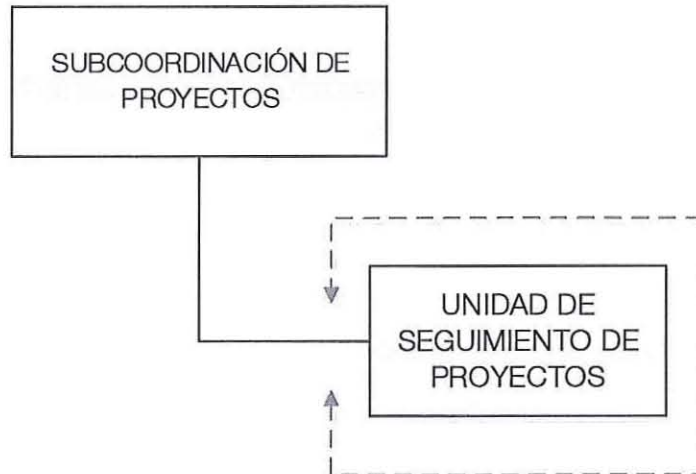 SUBCOORDINACIÓN DE
PROYECTOS
UNIDAD DE
SEGUIMIENTO DE
PROYECTOS